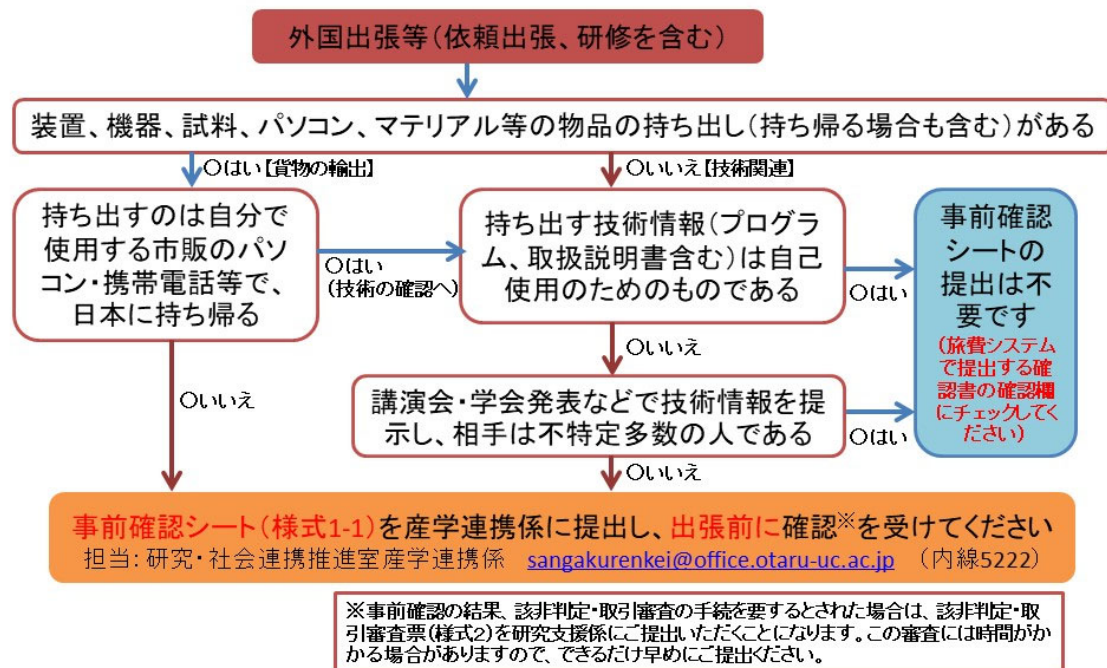 外国出張等(依頼出張、研修を含む)
装置、機器、試料、パソコン、マテリアル等の物品の持ち出し(持ち帰る場合も含む)がある
〇はい【貨物の輸出】
〇いいえ【技術関連】
持ち出すのは自分で
使用する市販のパソ
コン・携帯電話等で、
日本に持ち帰る
〇はい
(技術の確認へ)
持ち出す技術情報(プログラ
ム、取扱説明書含む)は自己
使用のためのものである
〇はい
事前確認
シートの
提出は不
要です
(旅費システム
で提出する確
認書の確認欄
にチェックしてく
ださい)
〇いいえ
〇いいえ
講演会・学会発表などで技術情報を提
示し、相手は不特定多数の人である
〇はい
〇いいえ
事前確認シート(様式1-1)を産学連携係に提出し、出張前に確認※を受けてください
担当:研究・社会連携推進室産学連携係 sangakurenkei@office.otaru-uc.ac.jp (内線5222)
※事前確認の結果、該非判定・取引審査の手続を要するとされた場合は、該非判定・取
引審査票(様式2)を研究支援係にご提出いただくことになります。この審査には時間がか
かる場合がありますので、できるだけ早めにご提出ください。